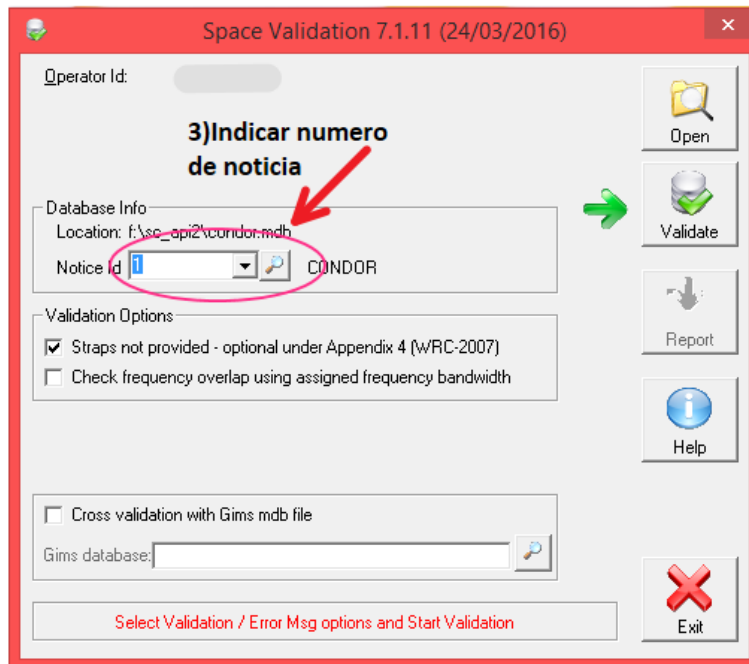 Space Validation 7.1.11 (24/03/2016)
Operator Id:
3)Indicar numero
de noticia
Open
Database Info
Location: f:\sc_api2\condor.mdb
Validate
Notice Id 1 CONDOR
Validation Options
Straps not provided - optional under Appendix 4 (WRC-2007)
Report
Check frequency overlap using assigned frequency bandwidth
Help
Cross validation with Gims mdb file
Gims database:
Select Validation / Error Msg options and Start Validation
Exit